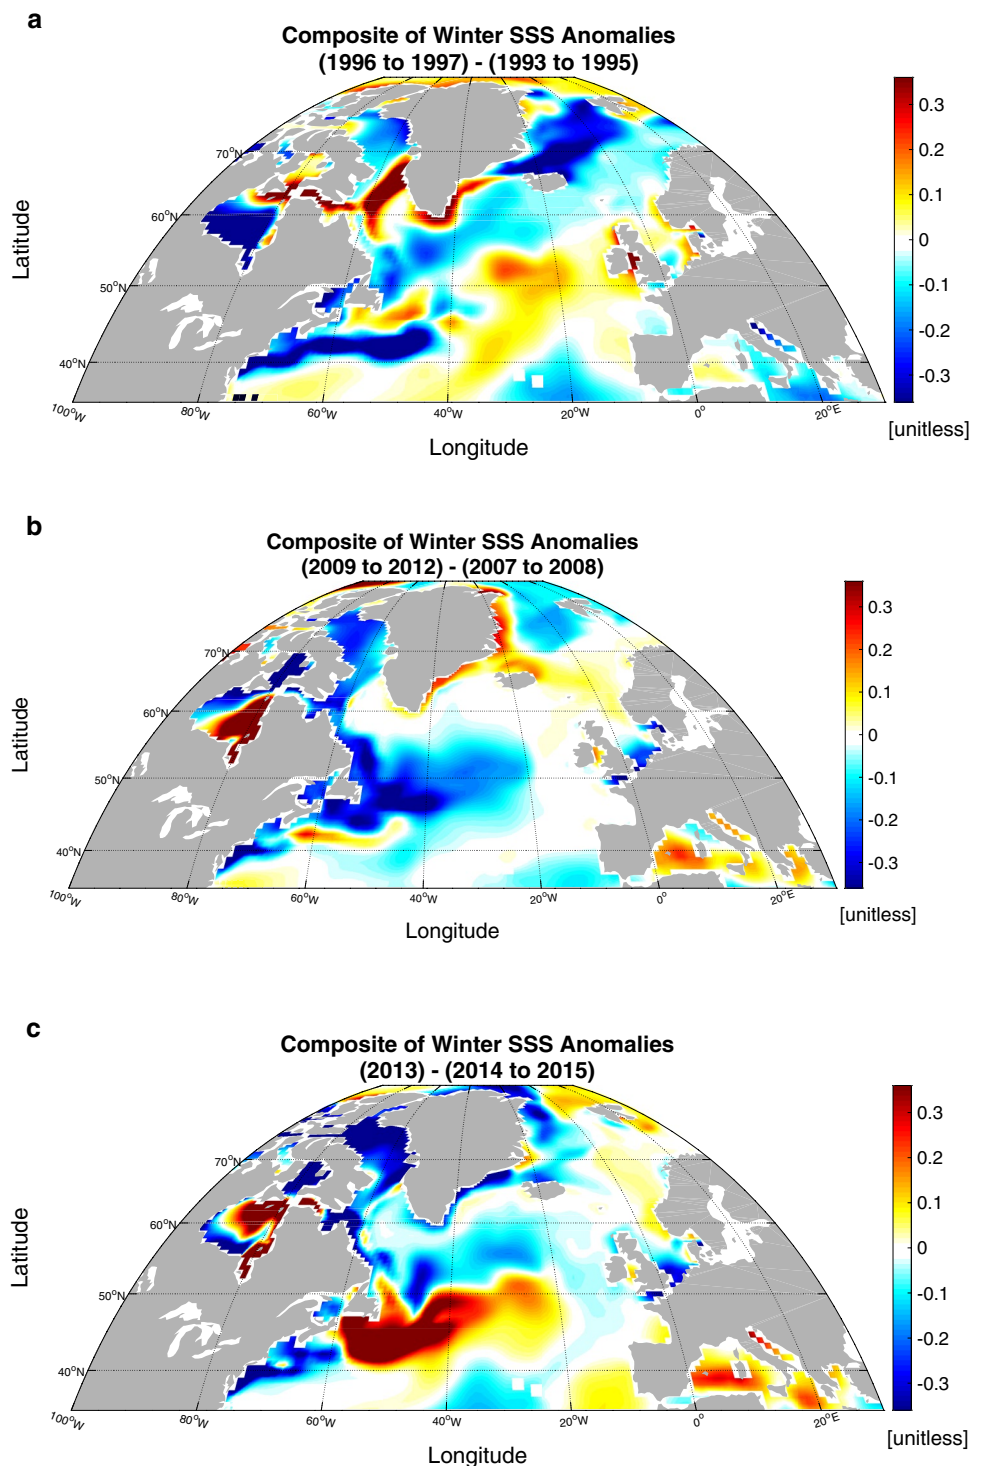 a
Composite of Winter SSS Anomalies
(1996 to 1997) - (1993 to 1995)
70°N
60°N
50°N
40°N
Latitude
100°W
80°W
60°W
40°W
20°W
0°
20°E
Longitude
0.3
0.2
0.1
0
-0.1
-0.2
-0.3
[unitless]
b
Composite of Winter SSS Anomalies
(2009 to 2012) - (2007 to 2008)
70°N
60°N
50°N
40°N
Latitude
100°W
80°W
60°W
40°W
20°W
0°
20°E
Longitude
0.3
0.2
0.1
0
-0.1
-0.2
-0.3
[unitless]
c
Composite of Winter SSS Anomalies
(2013) - (2014 to 2015)
70°N
60°N
50°N
40°N
Latitude
100°W
80°W
60°W
40°W
20°W
0°
20°E
Longitude
0.3
0.2
0.1
0
-0.1
-0.2
-0.3
[unitless]